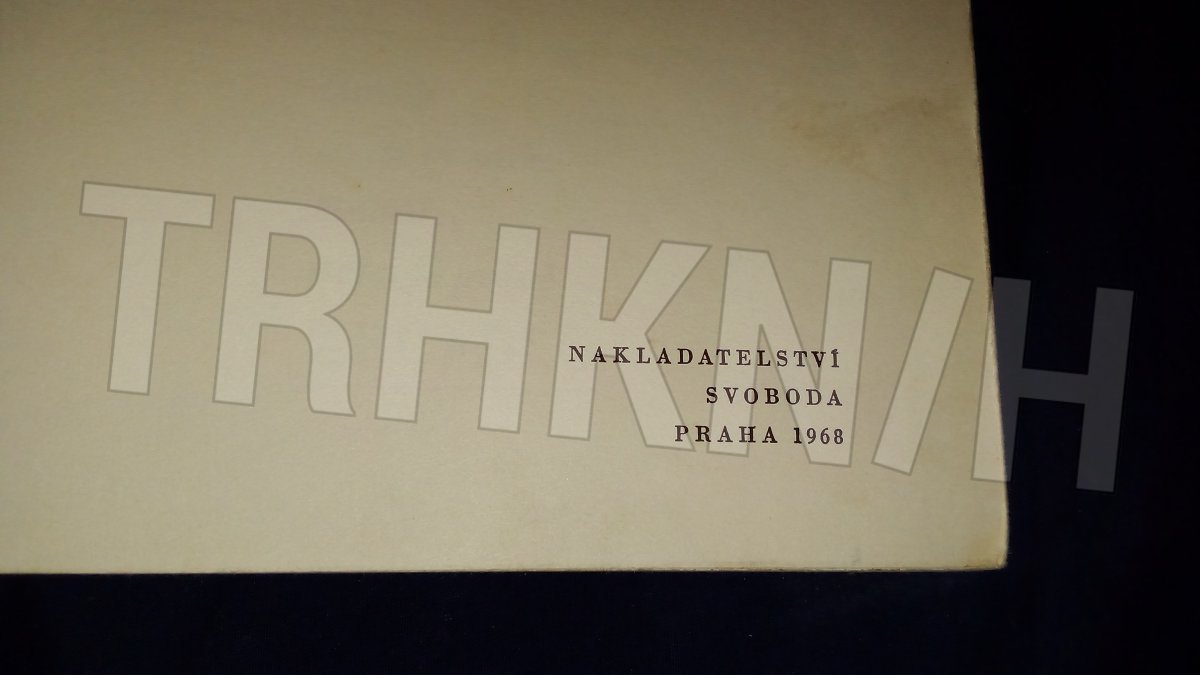 TRHKNIH
NAKLADATELSTVÍ
SVOBODA
PRAHA 1968